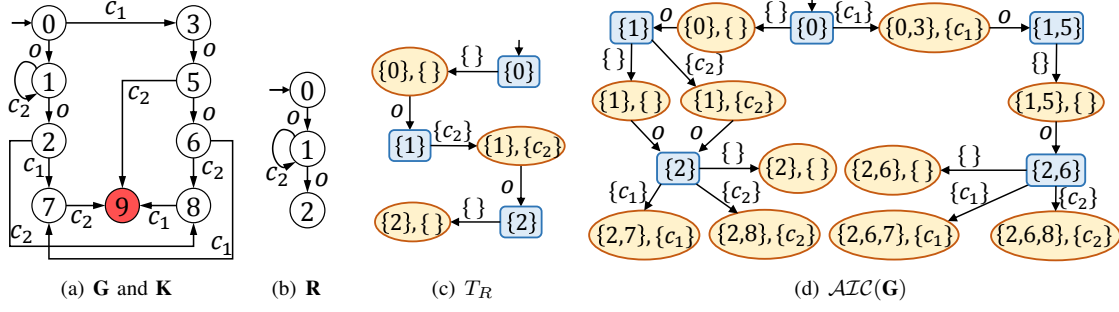 0 c₁ 3
o o
1 c₂ 5
c₂ o o
2 6
c₁ c₂
7 c₂ 9 c₁ 8
c₂ c₁
(a) G and K
0
o
1
c₂ o
2
(b) R
{0},{ } { } {0}
o
{1} {c₂} {1},{c₂}
o
{2},{ } { } {2}
(c) T_R
{1} o {0},{ } { } {0} {c₁} {0,3},{c₁} o {1,5}
{ } {c₂} { }
{1},{ } {1},{c₂} {1,5},{ }
o o o
{2} { } {2},{ } {2,6},{ } { } {2,6}
{c₁} {c₂} {c₁} {c₂}
{2,7},{c₁} {2,8},{c₂} {2,6,7},{c₁} {2,6,8},{c₂}
(d) 𝒜ℐ𝒞(G)